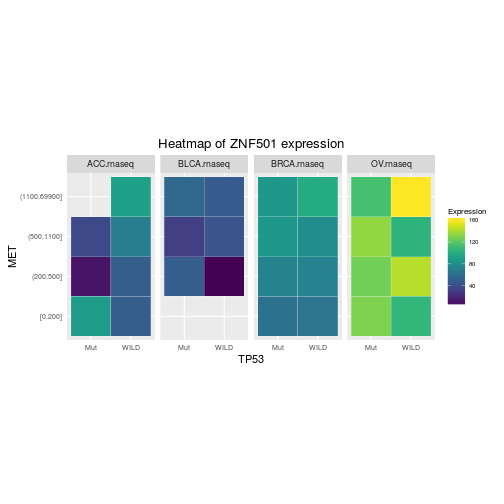 Heatmap of ZNF501 expression
ACC.rnaseq BLCA.rnaseq BRCA.rnaseq OV.rnaseq
MET
(1100,69900]
(500,1100]
(200,500]
[0,200]
Mut WILD Mut WILD Mut WILD Mut WILD
TP53
Expression
160
120
80
40